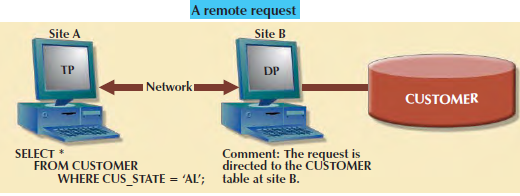 A remote request
Site A
Site B
TP
Network
DP
CUSTOMER
SELECT *
FROM CUSTOMER
WHERE CUS_STATE = ‘AL’;
Comment: The request is
directed to the CUSTOMER
table at site B.